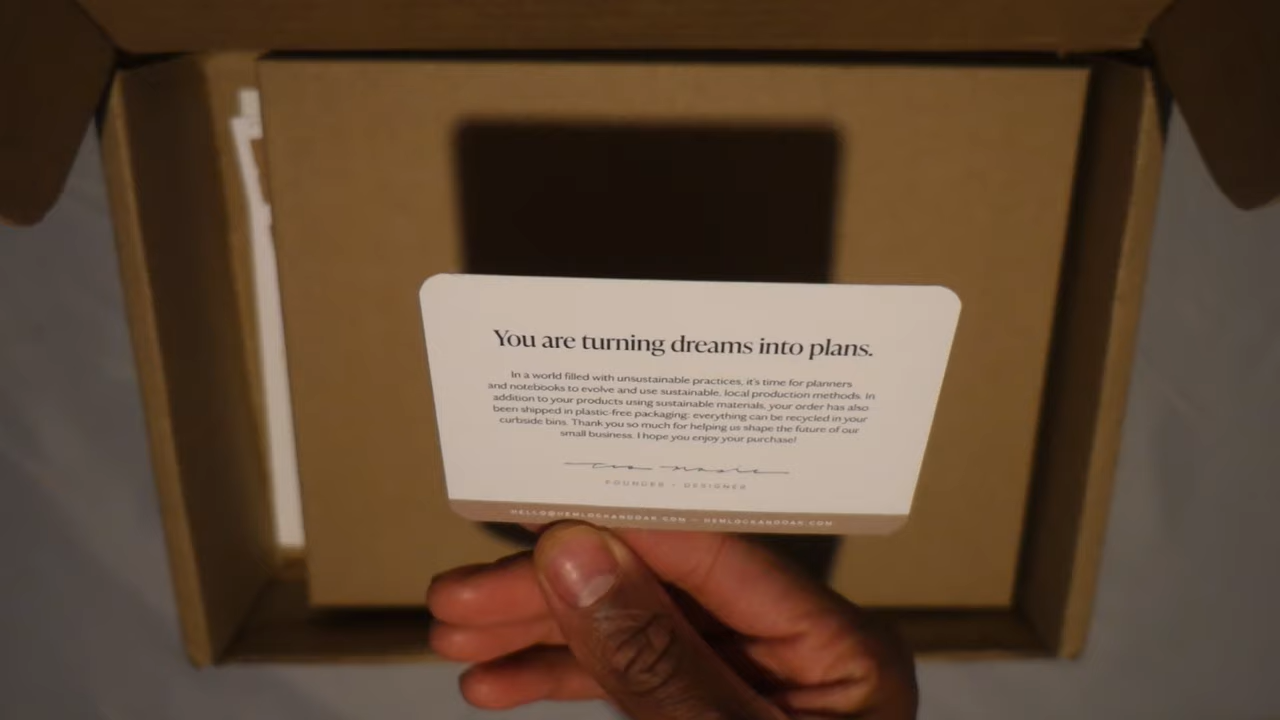 You are turning dreams into plans.
In a world filled with unsustainable practices, it's time for planners
and notebooks to evolve and use sustainable, local production methods. In
addition to your products using sustainable materials, your order has also
been shipped in plastic-free packaging; everything can be recycled in your
curbside bins. Thank you so much for helping us shape the future of our
small business. I hope you enjoy your purchase!
FOUNDER + DESIGNER
HELLO@HEMLOCKANDOAK.COM — HEMLOCKANDOAK.COM